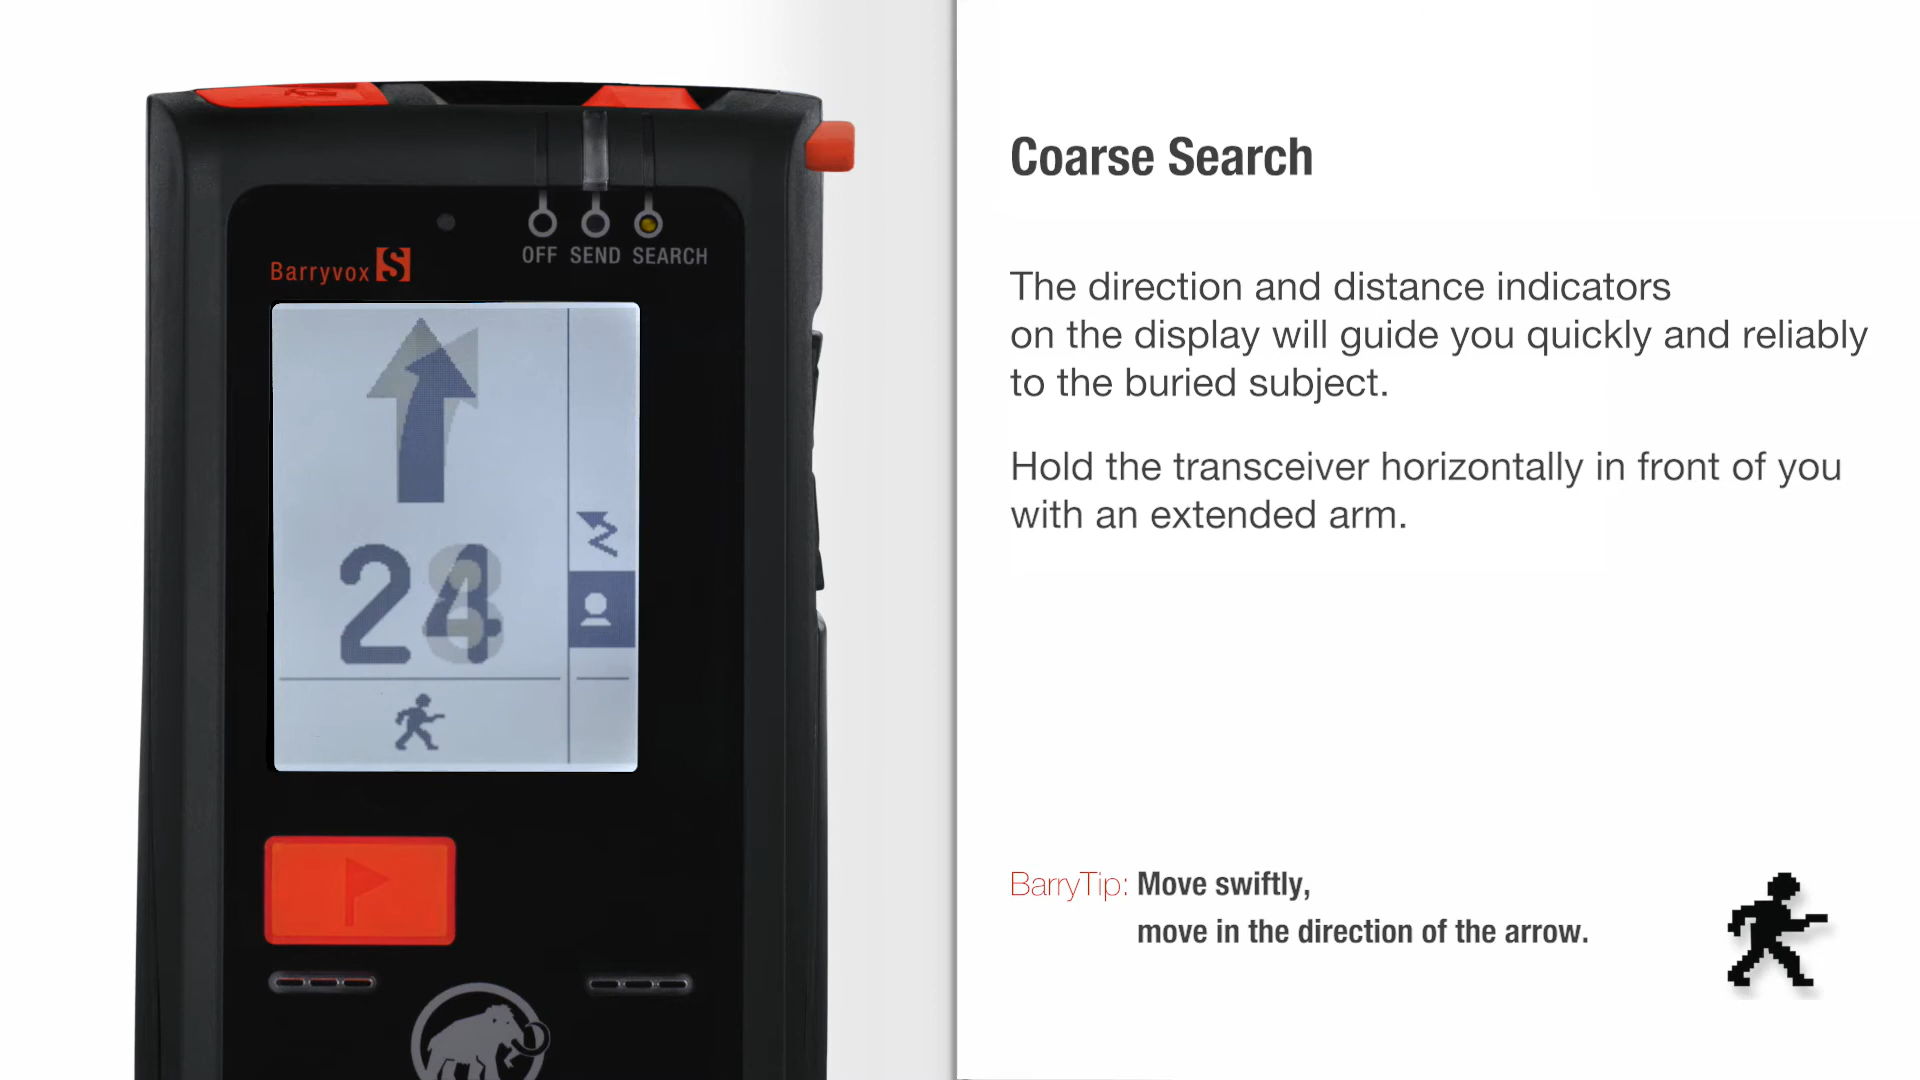 OFF SEND SEARCH
Barryvox S
24
Coarse Search
The direction and distance indicators
on the display will guide you quickly and reliably
to the buried subject.
Hold the transceiver horizontally in front of you
with an extended arm.
BarryTip: Move swiftly,
move in the direction of the arrow.